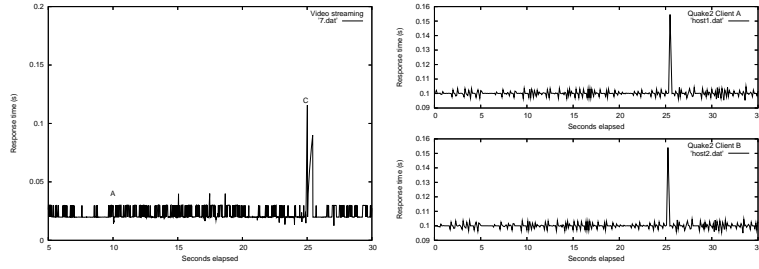 0.2
Video streaming
'7.dat'
0.15
Response time (s)
0.1
C
0.05
A
0
5 10 15 20 25 30
Seconds elapsed
0.16
Quake2 Client A
'host1.dat'
0.15
0.14
0.13
Response time (s)
0.12
0.11
0.1
0.09
0 5 10 15 20 25 30 35
Seconds elapsed
0.16
Quake2 Client B
'host2.dat'
0.15
0.14
0.13
Response time (s)
0.12
0.11
0.1
0.09
0 5 10 15 20 25 30 35
Seconds elapsed